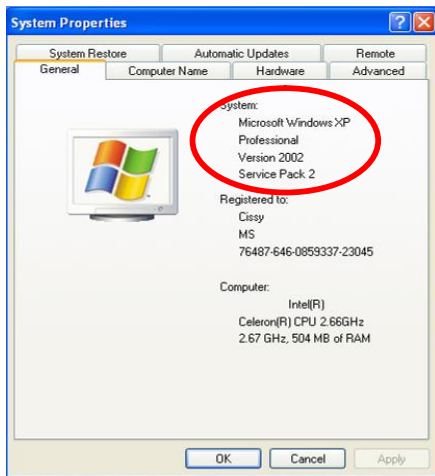 System Properties
System Restore Automatic Updates Remote
General Computer Name Hardware Advanced
System:
Microsoft Windows XP
Professional
Version 2002
Service Pack 2
Registered to:
Cissy
MS
76487-646-0859337-23045
Computer:
Intel(R)
Celeron(R) CPU 2.66GHz
2.67 GHz, 504 MB of RAM
OK Cancel Apply